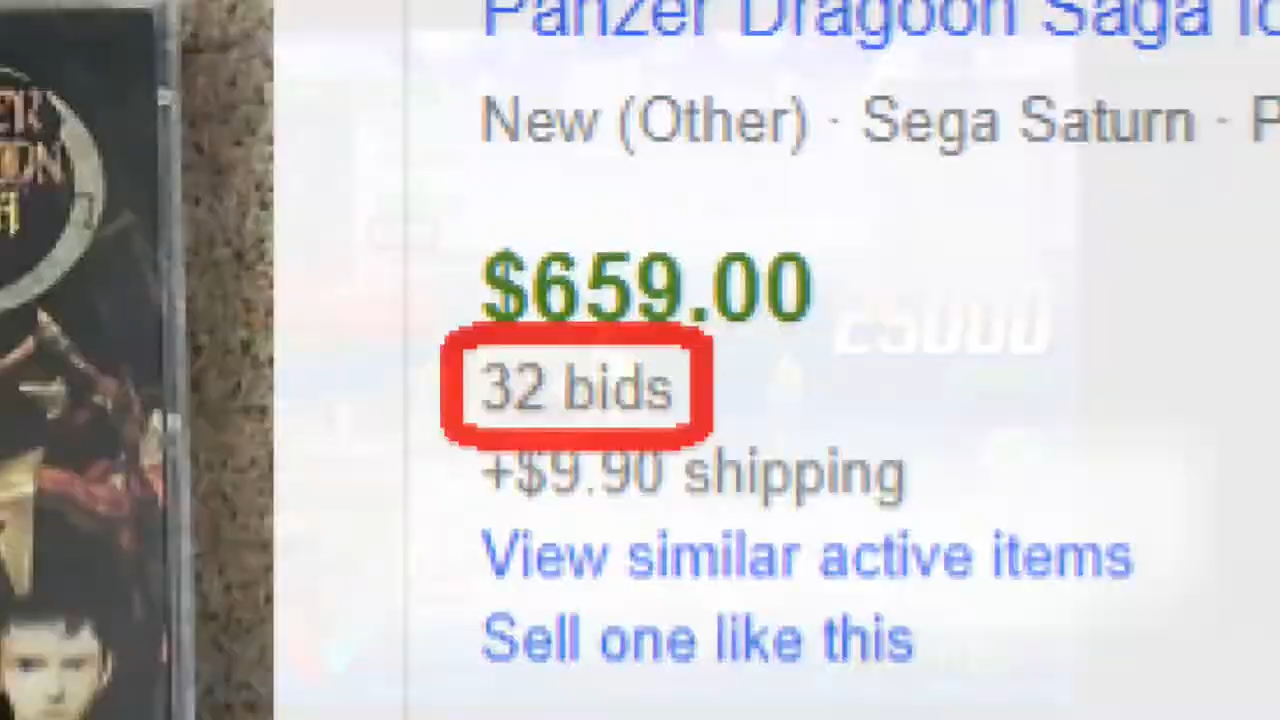 Panzer Dragoon Saga
New (Other) · Sega Saturn ·
$659.00
25000
32 bids
+$9.90 shipping
View similar active items
Sell one like this